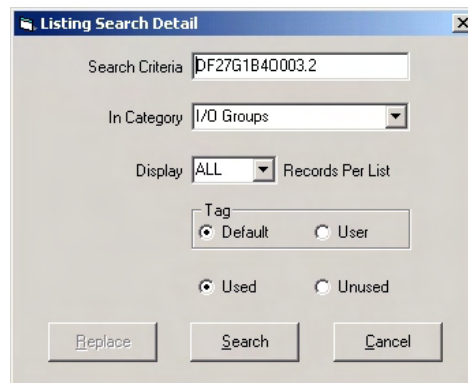 Listing Search Detail
Search Criteria DF27G1B4O003.2
In Category I/O Groups
Display ALL Records Per List
Tag
Default User
Used Unused
Replace Search Cancel